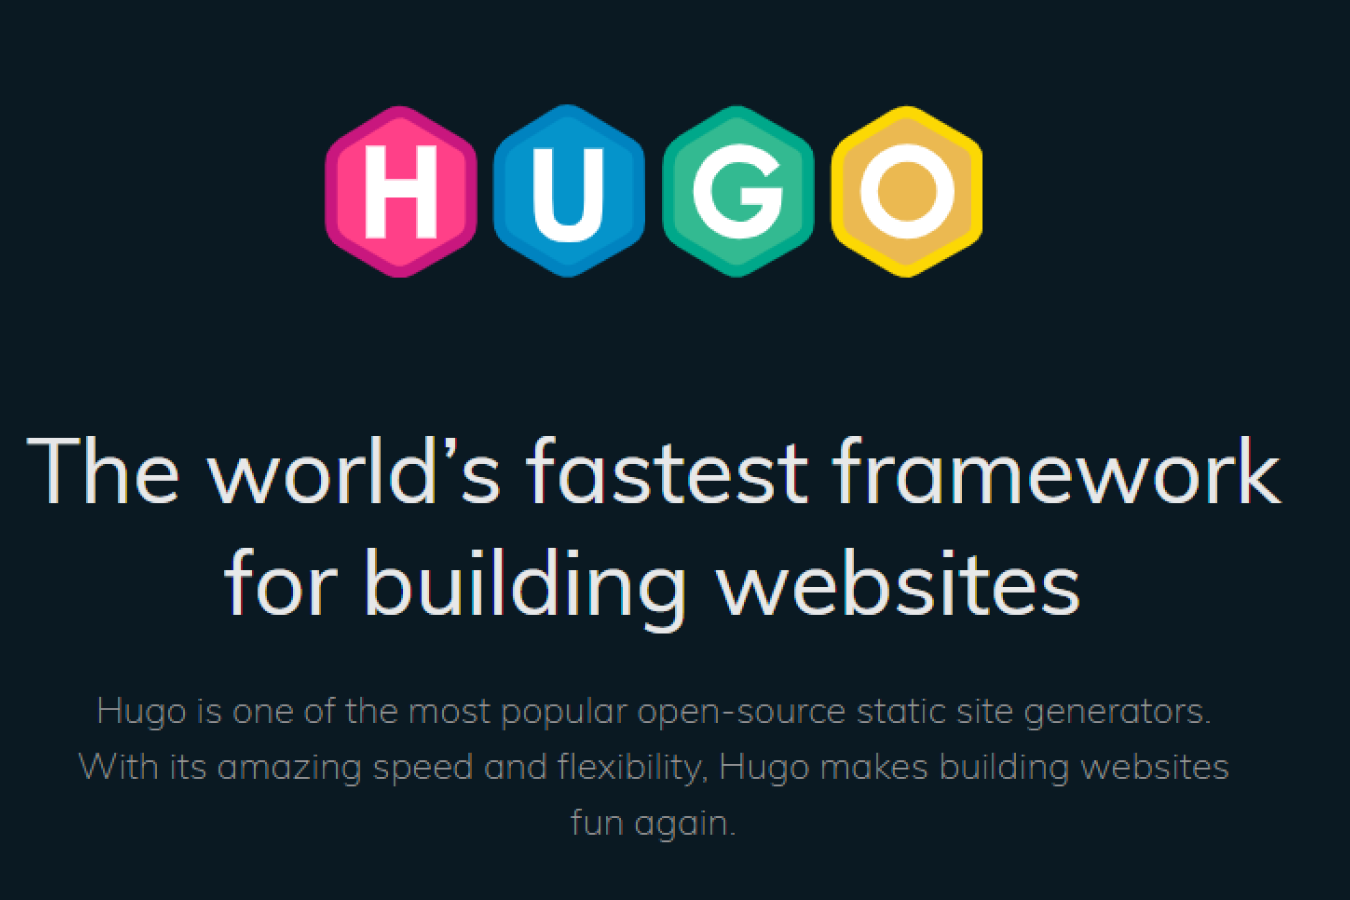 HUGO
The world’s fastest framework
for building websites
Hugo is one of the most popular open-source static site generators.
With its amazing speed and flexibility, Hugo makes building websites
fun again.